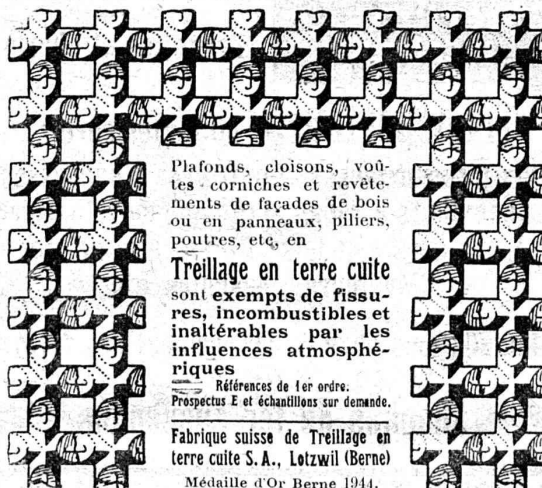 Plafonds, cloisons, voû-
tes corniches et revête-
ments de façades de bois
ou en panneaux, piliers,
poutres, etc, en
Treillage en terre cuite
sont exempts de fissu-
res, incombustibles et
inaltérables par les
influences atmosphé-
riques
Références de 1er ordre.
Prospectus E et échantillons sur demande.
Fabrique suisse de Treillage en
terre cuite S. A., Lotzwil (Berne)
Médaille d'Or Berne 1944.